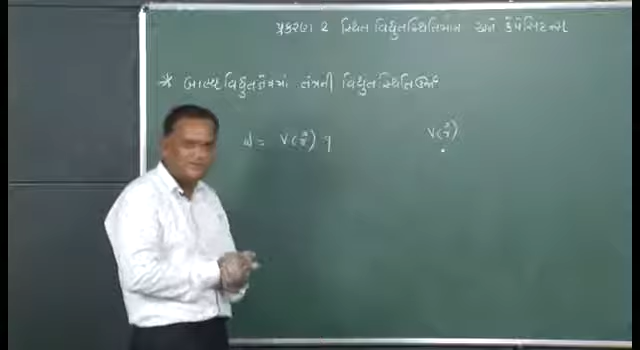 પ્રકરણ 2 સ્થિત વિદ્યુતસ્થિતિમાન અને કેપેસિટન્સ
* બાહ્ય વિદ્યુતક્ષેત્રમાં તંત્રની વિદ્યુતસ્થિતિઊર્જા
W = V(r⃗) q V(r⃗)